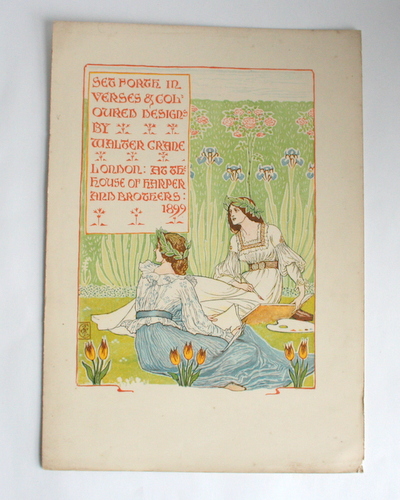 SET FORTH IN
VERSES & COL
OURED DESIGNS
BY
WALTER CRANE
LONDON: AT THE
HOUSE OF HARPER
AND BROTHERS:
1899